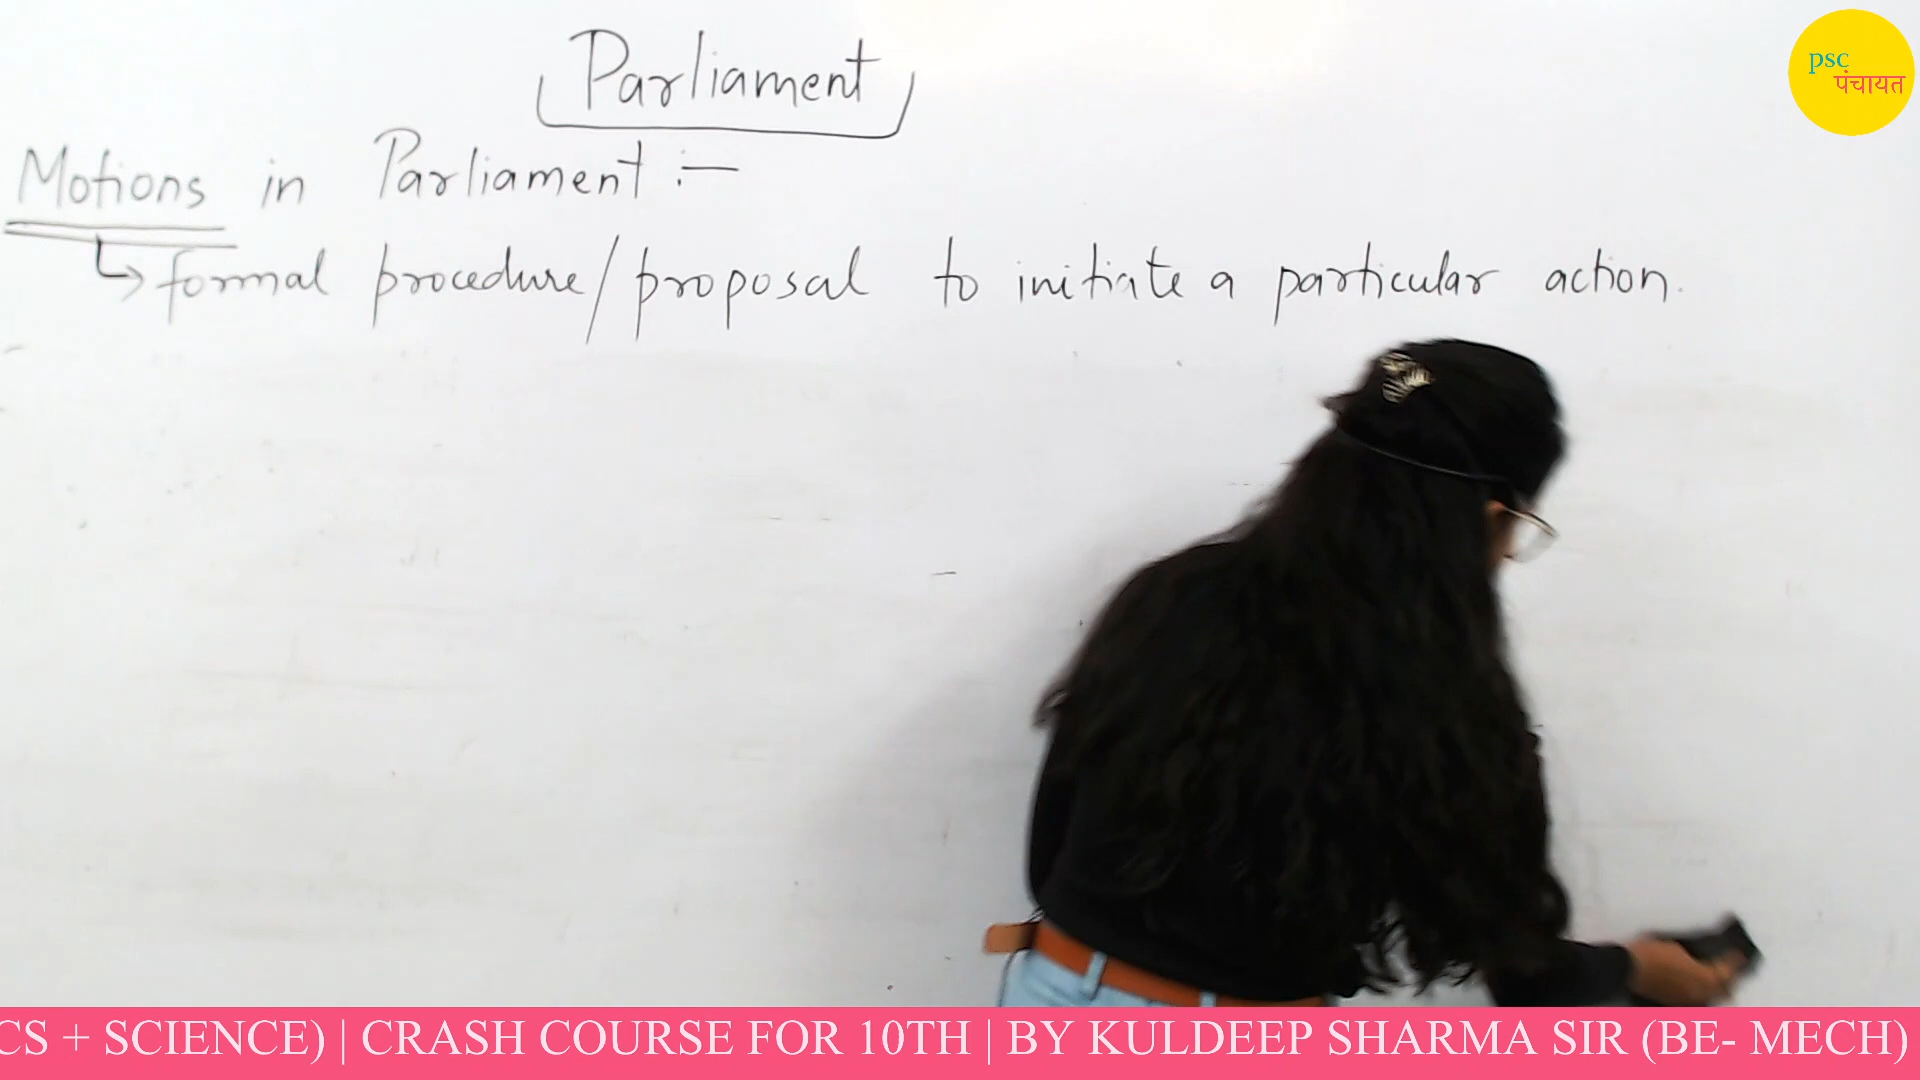 Parliament
psc
पंचायत
Motions in Parliament :-
↳ formal procedure/proposal to initiate a particular action.
CS + SCIENCE) | CRASH COURSE FOR 10TH | BY KULDEEP SHARMA SIR (BE- MECH)